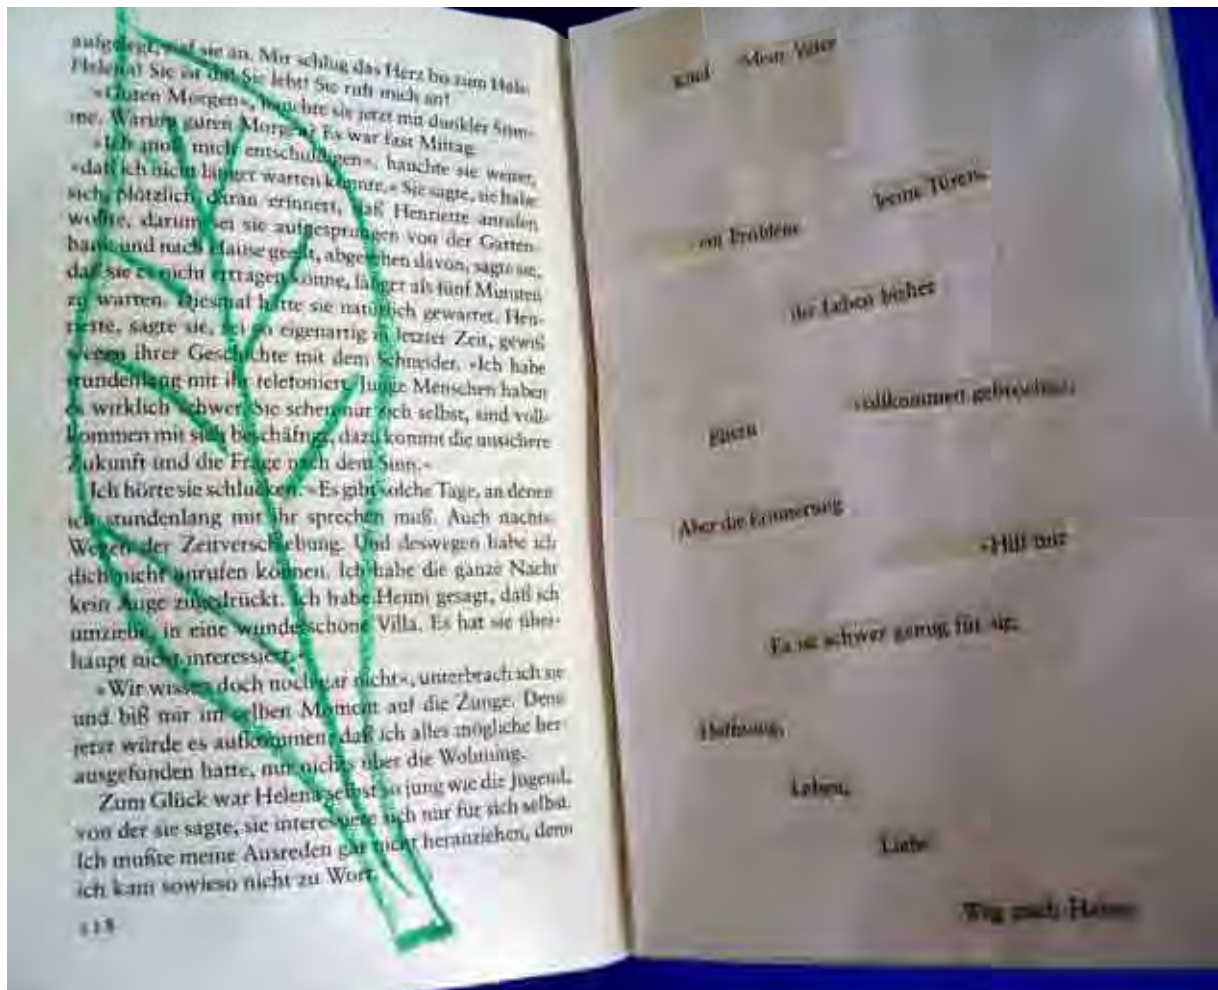 aufgelegt, rief sie an. Mir schlug das Herz bis zum Hals.
Helena! Sie ist da! Sie lebt! Sie ruft mich an!
»Guten Morgen«, hauchte sie jetzt mit dunkler Stim-
me. Warum guten Morgen? Es war fast Mittag.
»Ich muß mich entschuldigen«, hauchte sie weiter,
»daß ich nicht länger warten konnte.« Sie sagte, sie habe
sich plötzlich daran erinnert, daß Henriette anrufen
wollte, darum sei sie aufgesprungen von der Garten-
bank und nach Hause geeilt, abgesehen davon, sagte sie,
daß sie es nicht ertragen könne, länger als fünf Minuten
zu warten. Diesmal hätte sie natürlich gewartet. Hen-
riette, sagte sie, sei so eigenartig in letzter Zeit, gewiß
wegen ihrer Geschichte mit dem Schneider. »Ich habe
stundenlang mit ihr telefoniert. Junge Menschen haben
es wirklich schwer. Sie sehen nur sich selbst, sind voll-
kommen mit sich beschäftigt, dazu kommt die unsichere
Zukunft und die Frage nach dem Sinn.«
Ich hörte sie schlucken. »Es gibt solche Tage, an denen
ich stundenlang mit ihr sprechen muß. Auch nachts.
Wegen der Zeitverschiebung. Und deswegen habe ich
dich nicht anrufen können. Ich habe die ganze Nacht
kein Auge zugedrückt. Ich habe Henni gesagt, daß ich
umziehe, in eine wunderschöne Villa. Es hat sie über-
haupt nicht interessiert.«
»Wir wissen doch noch gar nicht«, unterbrach ich sie
und biß mir im selben Moment auf die Zunge. Denn
jetzt würde es aufkommen, daß ich alles mögliche her-
ausgefunden hatte, nur nichts über die Wohnung.
Zum Glück war Helena selbst so jung wie die Jugend,
von der sie sagte, sie interessiere sich nur für sich selbst.
Ich mußte meine Ausreden gar nicht heranziehen, denn
ich kam sowieso nicht zu Wort.
118
Kind Mein Vater
keine Türen,
ein Problem
ihr Leben bisher
vollkommen gebrochen,
Eltern
Aber die Erinnerung
»Hilf mir
Es ist schwer genug für sie,
Hoffnung,
Leben,
Liebe
Weg nach Hause